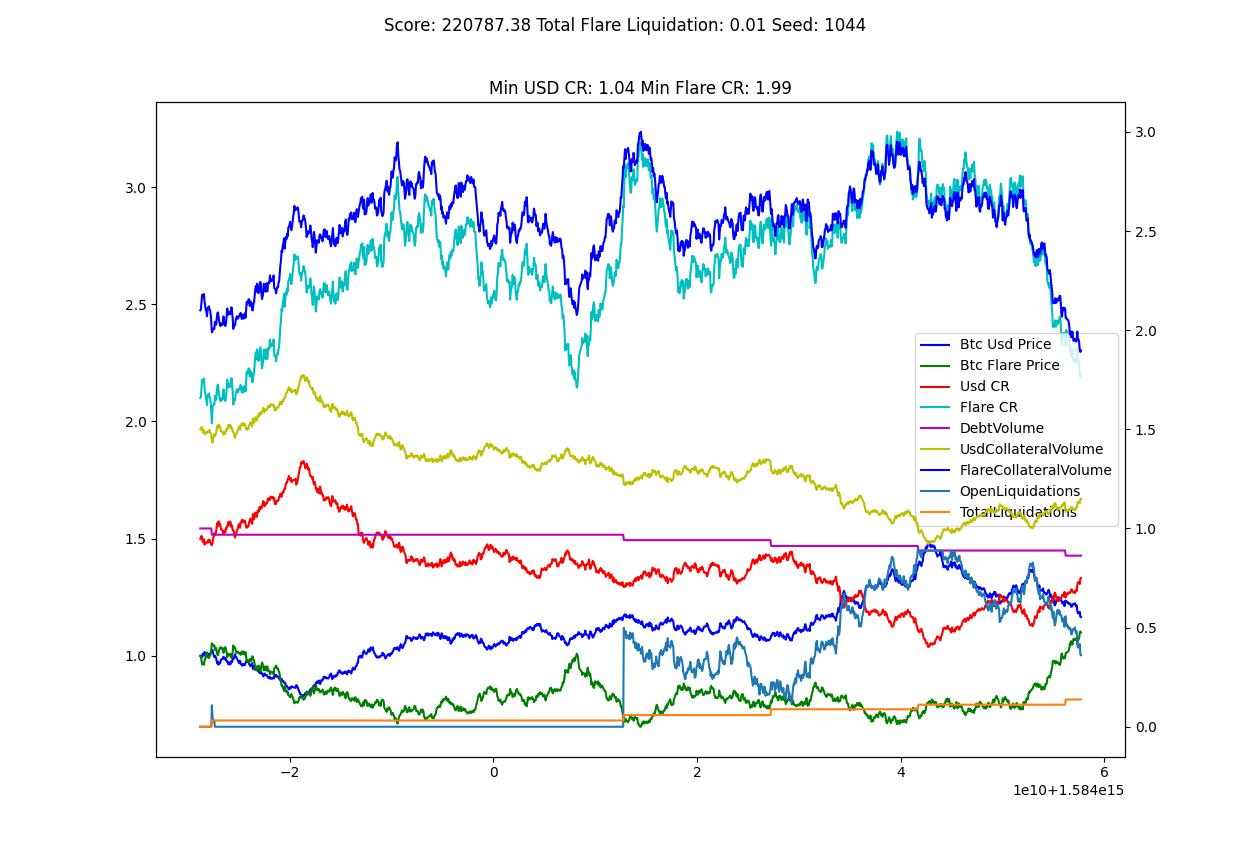 Score: 220787.38 Total Flare Liquidation: 0.01 Seed: 1044
Min USD CR: 1.04 Min Flare CR: 1.99
3.0
2.5
2.0
1.5
1.0
3.0
2.5
2.0
1.5
1.0
0.5
0.0
Btc Usd Price
Btc Flare Price
Usd CR
Flare CR
DebtVolume
UsdCollateralVolume
FlareCollateralVolume
OpenLiquidations
TotalLiquidations
−2 0 2 4 6
1e10+1.584e15